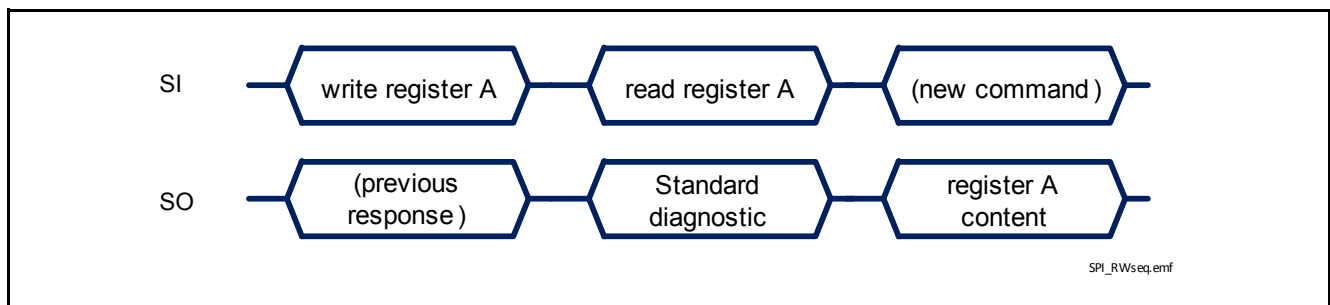 SI
write register A
read register A
(new command)
SO
(previous
response)
Standard
diagnostic
register A
content
SPI_RWseq.emf